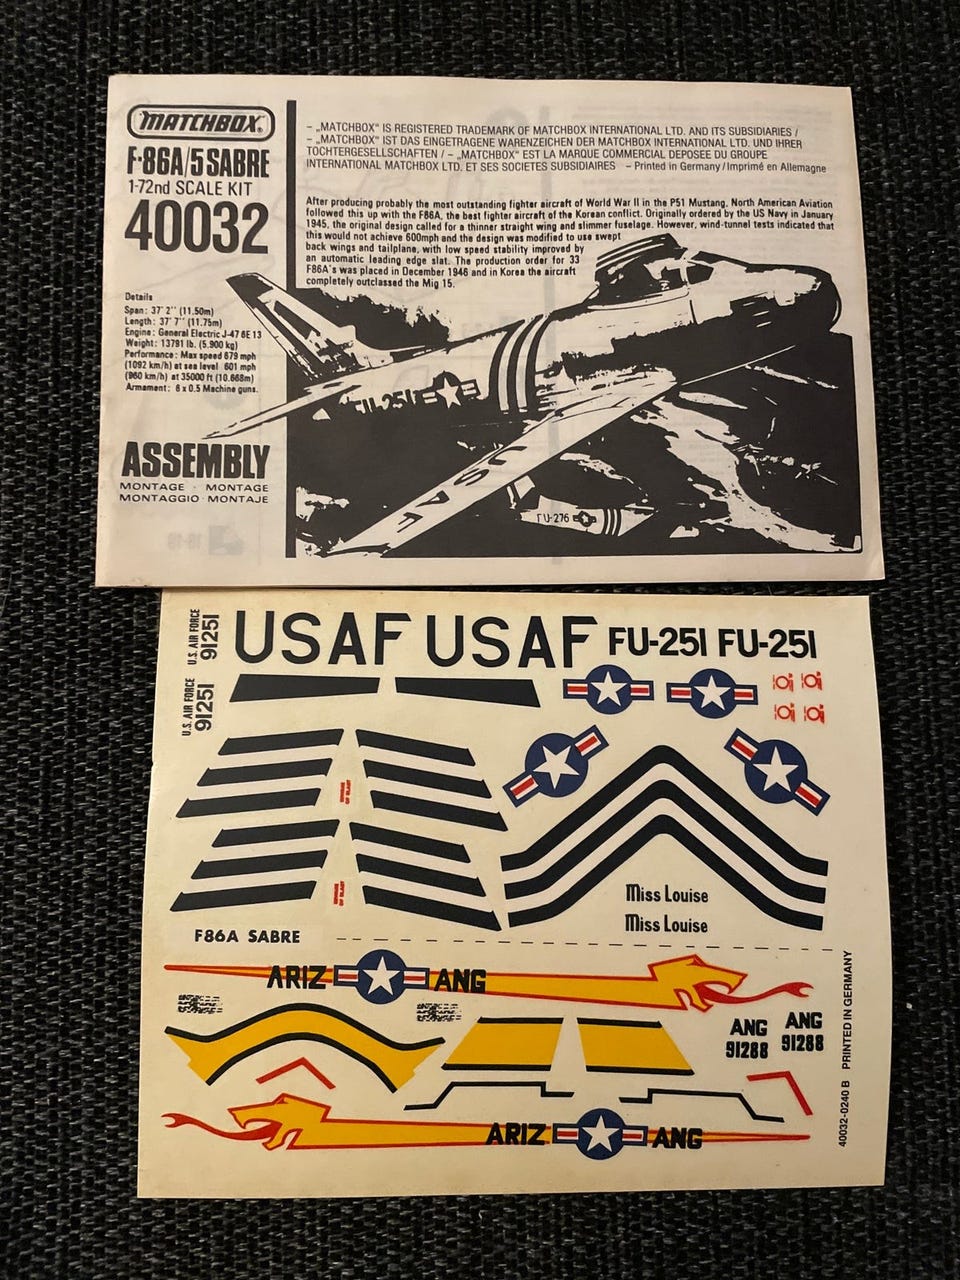 MATCHBOX
F-86A/5 SABRE
1-72nd SCALE KIT
40032
Details
Span: 37' 2'' (11.50m)
Length: 37' 7'' (11.75m)
Engine: General Electric J-47 6E 13
Weight: 13791 lb. (5.900 kg)
Performance: Max speed 679 mph
(1092 km/h) at sea level 601 mph
(960 km/h) at 35000 ft (10.668m)
Armament: 6 x 0.5 Machine guns.
ASSEMBLY
MONTAGE · MONTAGE
MONTAGGIO · MONTAJE
– „MATCHBOX" IS REGISTERED TRADEMARK OF MATCHBOX INTERNATIONAL LTD. AND ITS SUBSIDIARIES /
– „MATCHBOX" IST DAS EINGETRAGENE WARENZEICHEN DER MATCHBOX INTERNATIONAL LTD. UND IHRER
TOCHTERGESELLSCHAFTEN / – „MATCHBOX" EST LA MARQUE COMMERCIAL DEPOSEE DU GROUPE
INTERNATIONAL MATCHBOX LTD. ET SES SOCIETES SUBSIDIAIRES – Printed in Germany / Imprimé en Allemagne
After producing probably the most outstanding fighter aircraft of World War II in the P51 Mustang, North American Aviation
followed this up with the F86A, the best fighter aircraft of the Korean conflict. Originally ordered by the US Navy in January
1945, the original design called for a thinner straight wing and slimmer fuselage. However, wind-tunnel tests indicated that
this would not achieve 600mph and the design was modified to use swept
back wings and tailplane, with low speed stability improved by
an automatic leading edge slat. The production order for 33
F86A's was placed in December 1946 and in Korea the aircraft
completely outclassed the Mig 15.
FU-251
USAF
FU-276
U.S. AIR FORCE
91251
USAF USAF FU-251 FU-251
U.S. AIR FORCE
91251
OF BLAST
OF BLAST
Miss Louise
Miss Louise
F86A SABRE
ARIZ ANG
ANG
91288
ANG
91288
ARIZ ANG
40032-0240 B PRINTED IN GERMANY